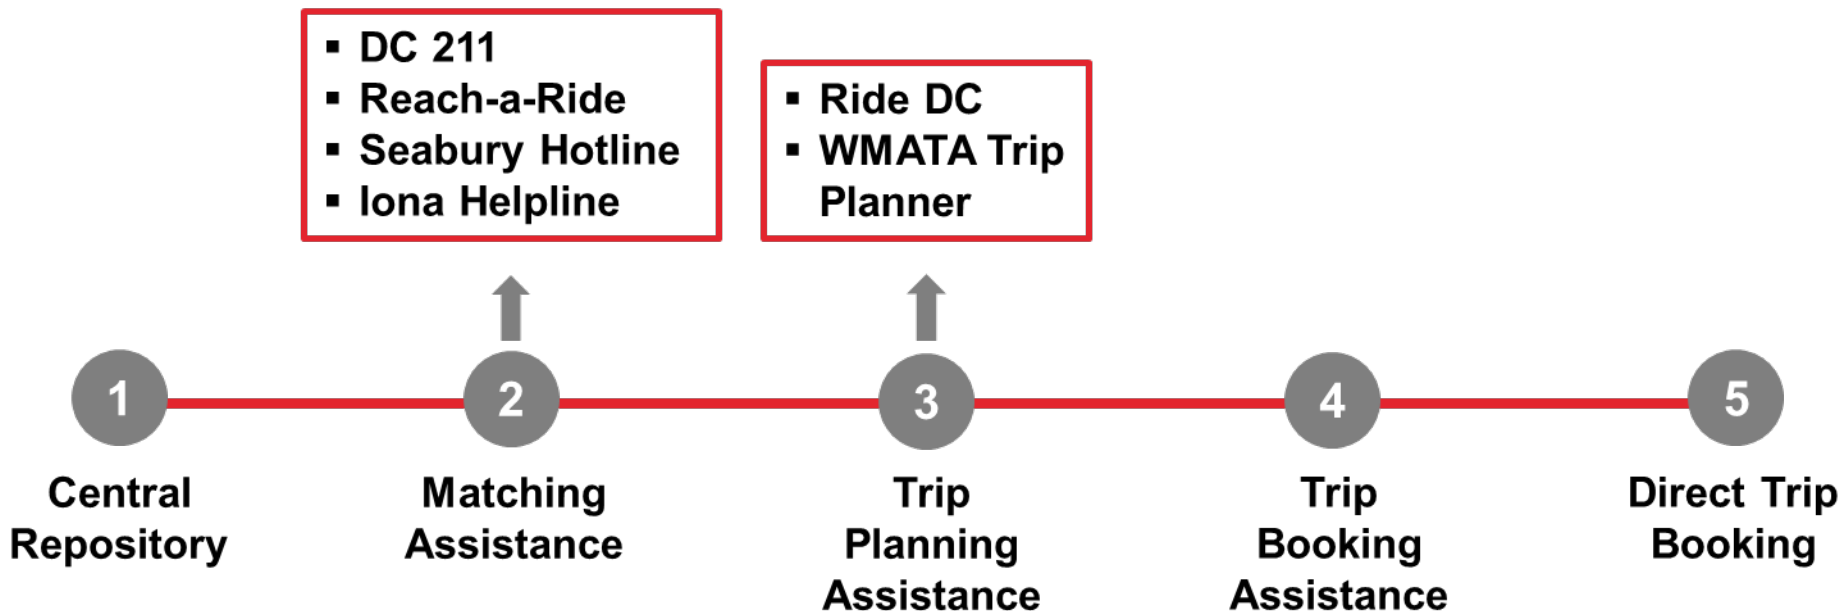 ▪ DC 211
▪ Reach-a-Ride
▪ Seabury Hotline
▪ Iona Helpline
▪ Ride DC
▪ WMATA Trip
Planner
1
2
3
4
5
Central
Repository
Matching
Assistance
Trip
Planning
Assistance
Trip
Booking
Assistance
Direct Trip
Booking